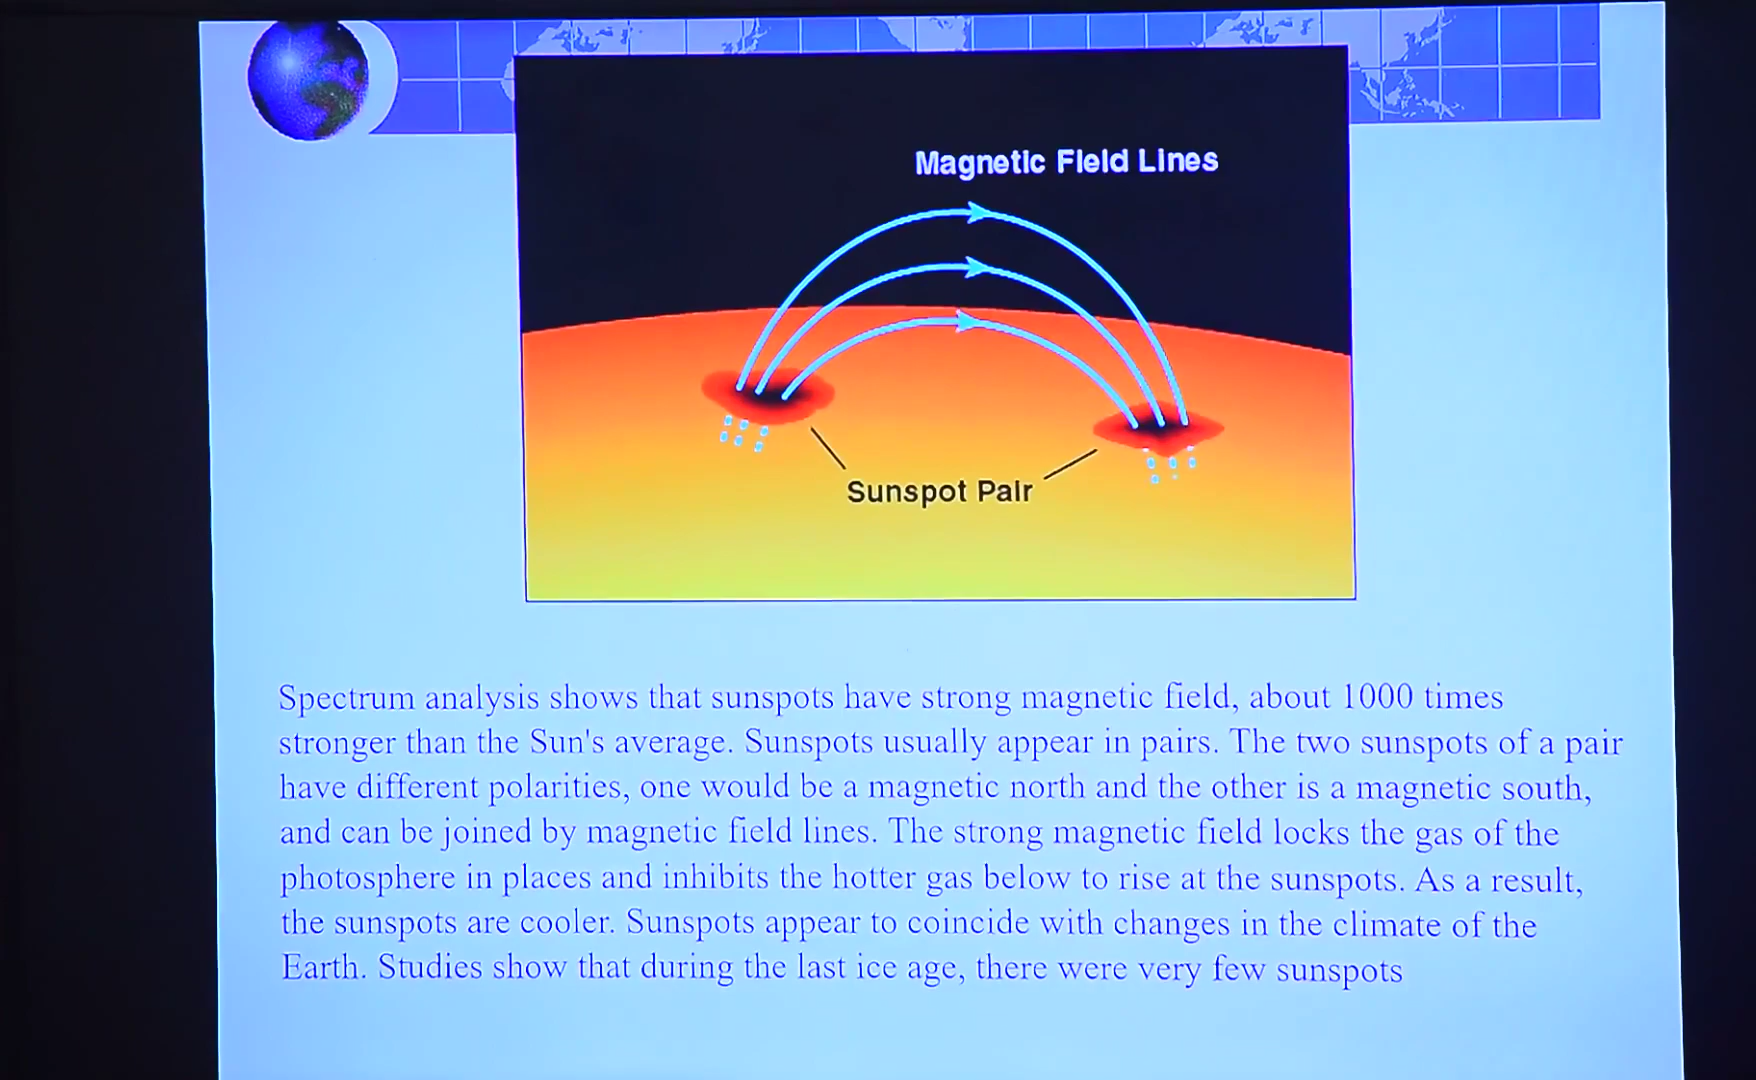 Magnetic Field Lines
Sunspot Pair
Spectrum analysis shows that sunspots have strong magnetic field, about 1000 times
stronger than the Sun's average. Sunspots usually appear in pairs. The two sunspots of a pair
have different polarities, one would be a magnetic north and the other is a magnetic south,
and can be joined by magnetic field lines. The strong magnetic field locks the gas of the
photosphere in places and inhibits the hotter gas below to rise at the sunspots. As a result,
the sunspots are cooler. Sunspots appear to coincide with changes in the climate of the
Earth. Studies show that during the last ice age, there were very few sunspots